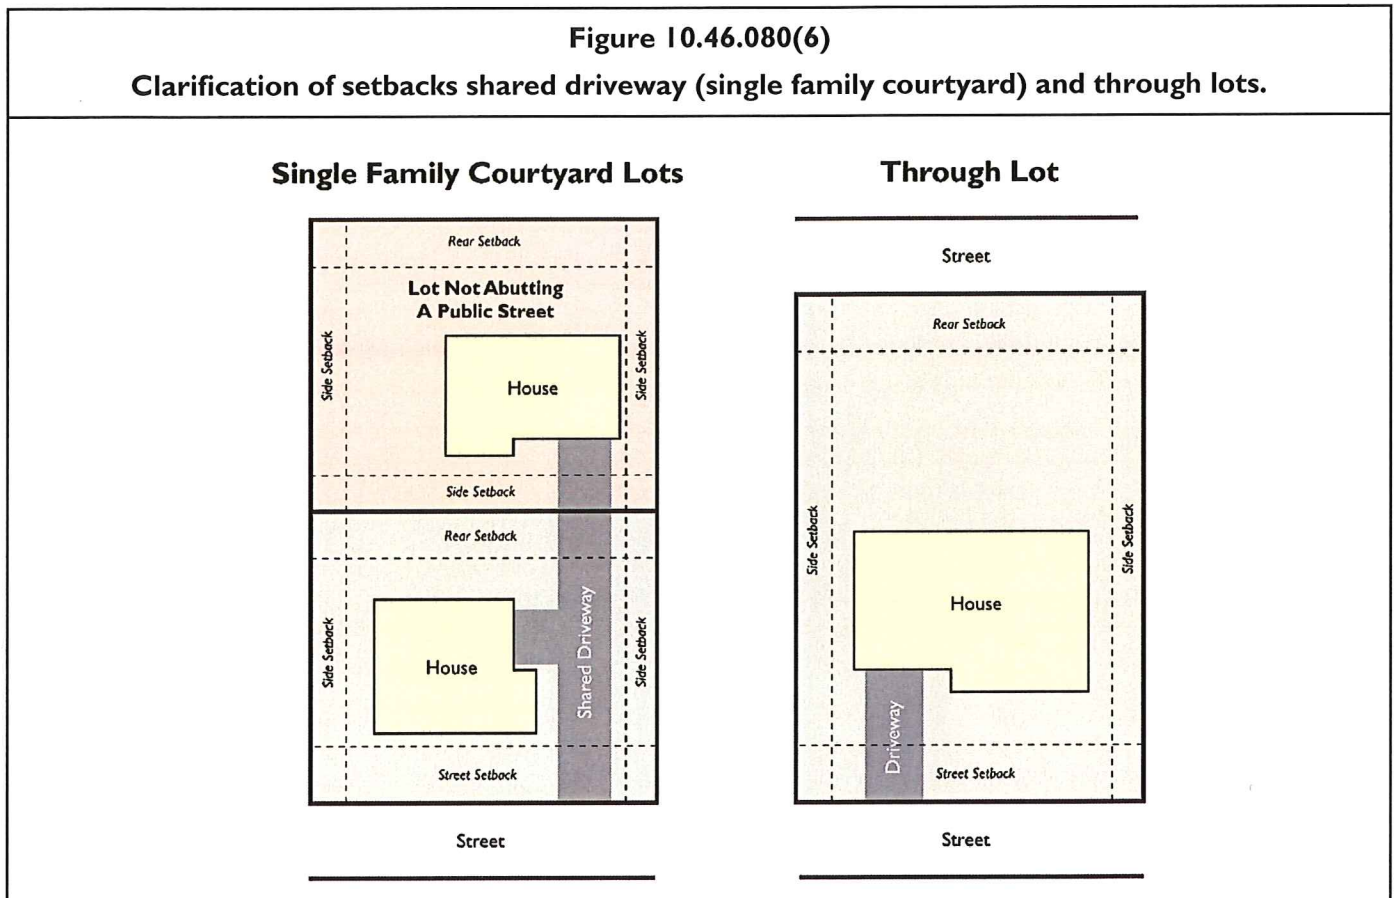 Figure 10.46.080(6)
Clarification of setbacks shared driveway (single family courtyard) and through lots.
Single Family Courtyard Lots
Rear Setback
Lot Not Abutting
A Public Street
Side Setback
House
Side Setback
Side Setback
Rear Setback
Side Setback
House
Shared Driveway
Side Setback
Street Setback
Street
Through Lot
Street
Rear Setback
Side Setback
Side Setback
House
Driveway
Street Setback
Street